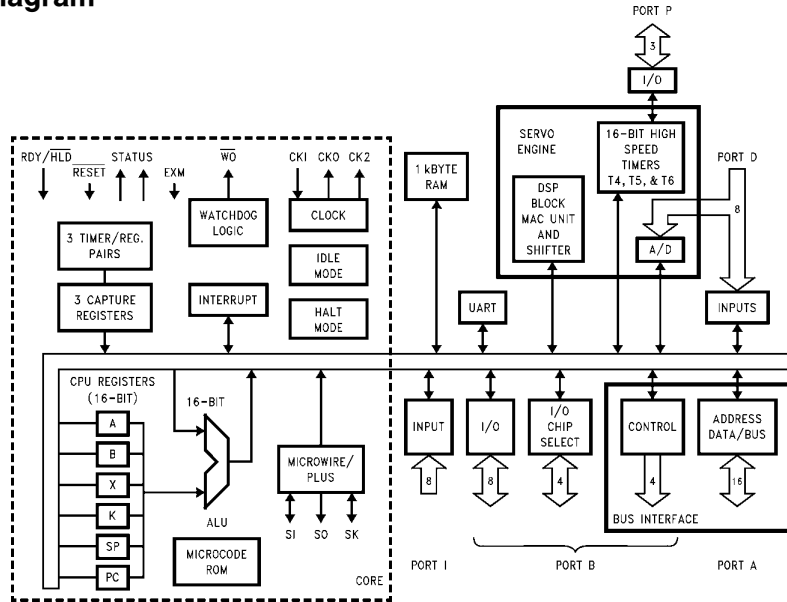 agram
PORT P
3
I/O
SERVO
ENGINE
16-BIT HIGH
SPEED
TIMERS
T4, T5, & T6
PORT D
8
DSP
BLOCK
MAC UNIT
AND
SHIFTER
A/D
1 kBYTE
RAM
UART
INPUTS
RDY/HLD
RESET
STATUS
EXM
WO
CKI
CKO
CK2
WATCHDOG
LOGIC
CLOCK
3 TIMER/REG.
PAIRS
IDLE
MODE
3 CAPTURE
REGISTERS
INTERRUPT
HALT
MODE
CPU REGISTERS
(16-BIT)
16-BIT
A
B
X
K
SP
PC
ALU
MICROCODE
ROM
MICROWIRE/
PLUS
SI
SO
SK
CORE
INPUT
8
I/O
8
I/O
CHIP
SELECT
4
CONTROL
4
ADDRESS
DATA/BUS
16
BUS INTERFACE
PORT I
PORT B
PORT A